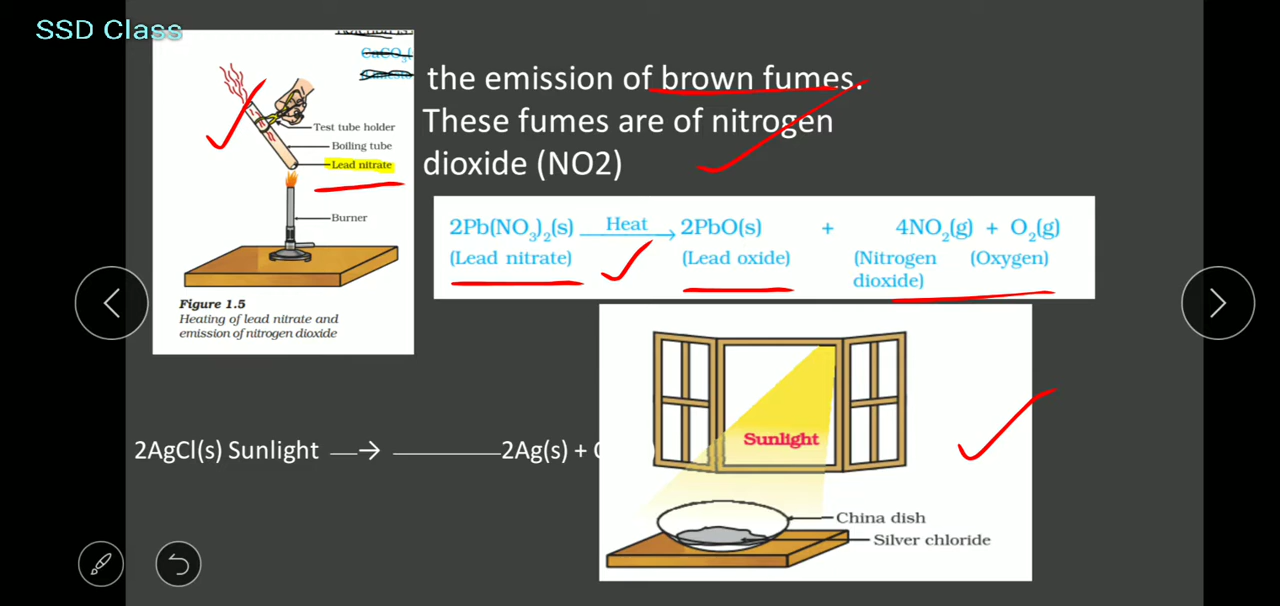 SSD Class
CaCO₃(
the emission of brown fumes.
These fumes are of nitrogen
dioxide (NO2)
Test tube holder
Boiling tube
Lead nitrate
Burner
Figure 1.5
Heating of lead nitrate and
emission of nitrogen dioxide
2Pb(NO₃)₂(s) Heat → 2PbO(s) + 4NO₂(g) + O₂(g)
(Lead nitrate) (Lead oxide) (Nitrogen dioxide) (Oxygen)
Sunlight
2AgCl(s) Sunlight → 2Ag(s) +
China dish
Silver chloride